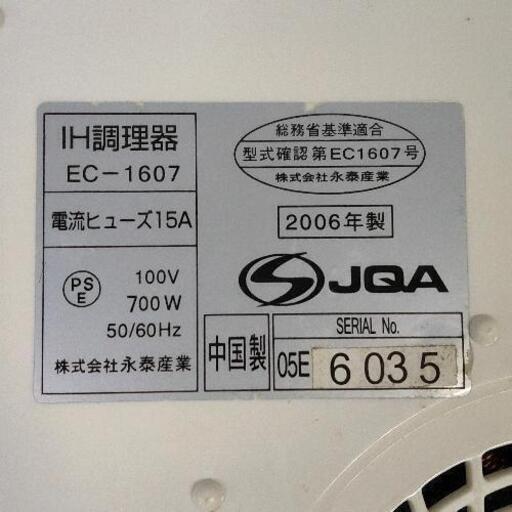 IH調理器
EC-1607
電流ヒューズ15A
PS
E
100V
700W
50/60Hz
株式会社永泰産業
総務省基準適合
型式確認第EC1607号
株式会社永泰産業
2006年製
JQA
中国製
SERIAL No.
05E 6035